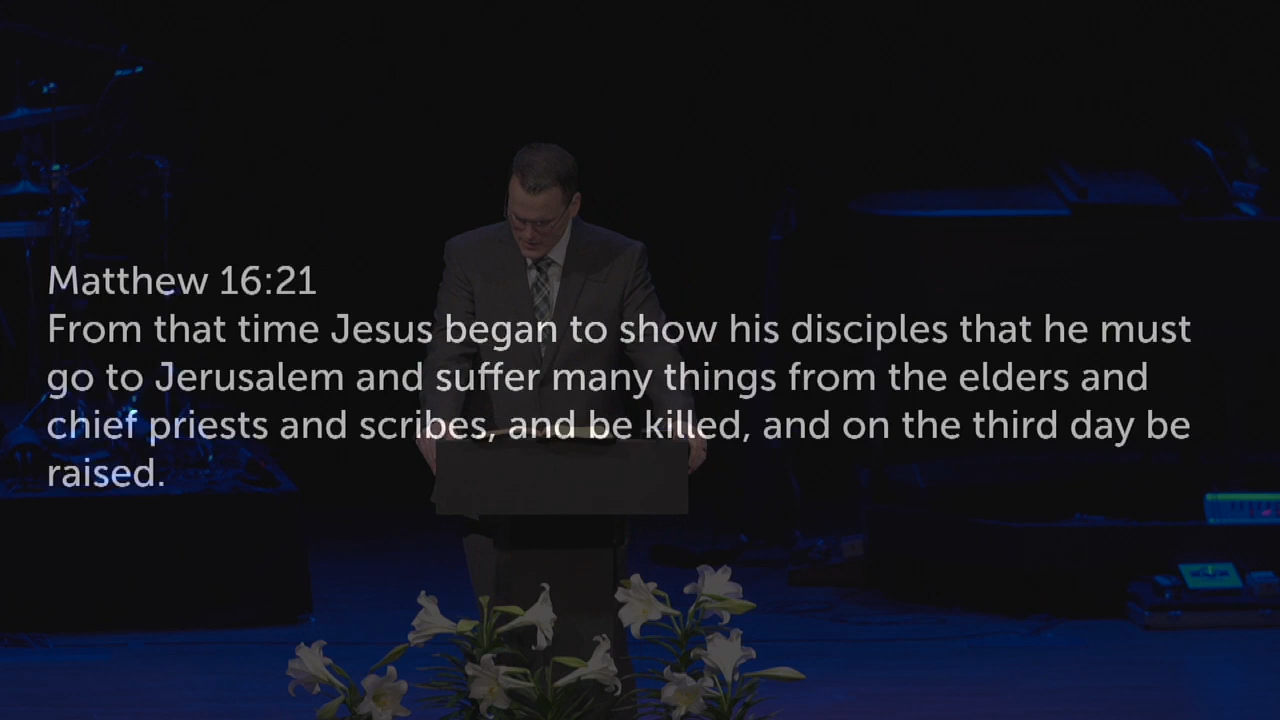 Matthew 16:21
From that time Jesus began to show his disciples that he must
go to Jerusalem and suffer many things from the elders and
chief priests and scribes, and be killed, and on the third day be
raised.